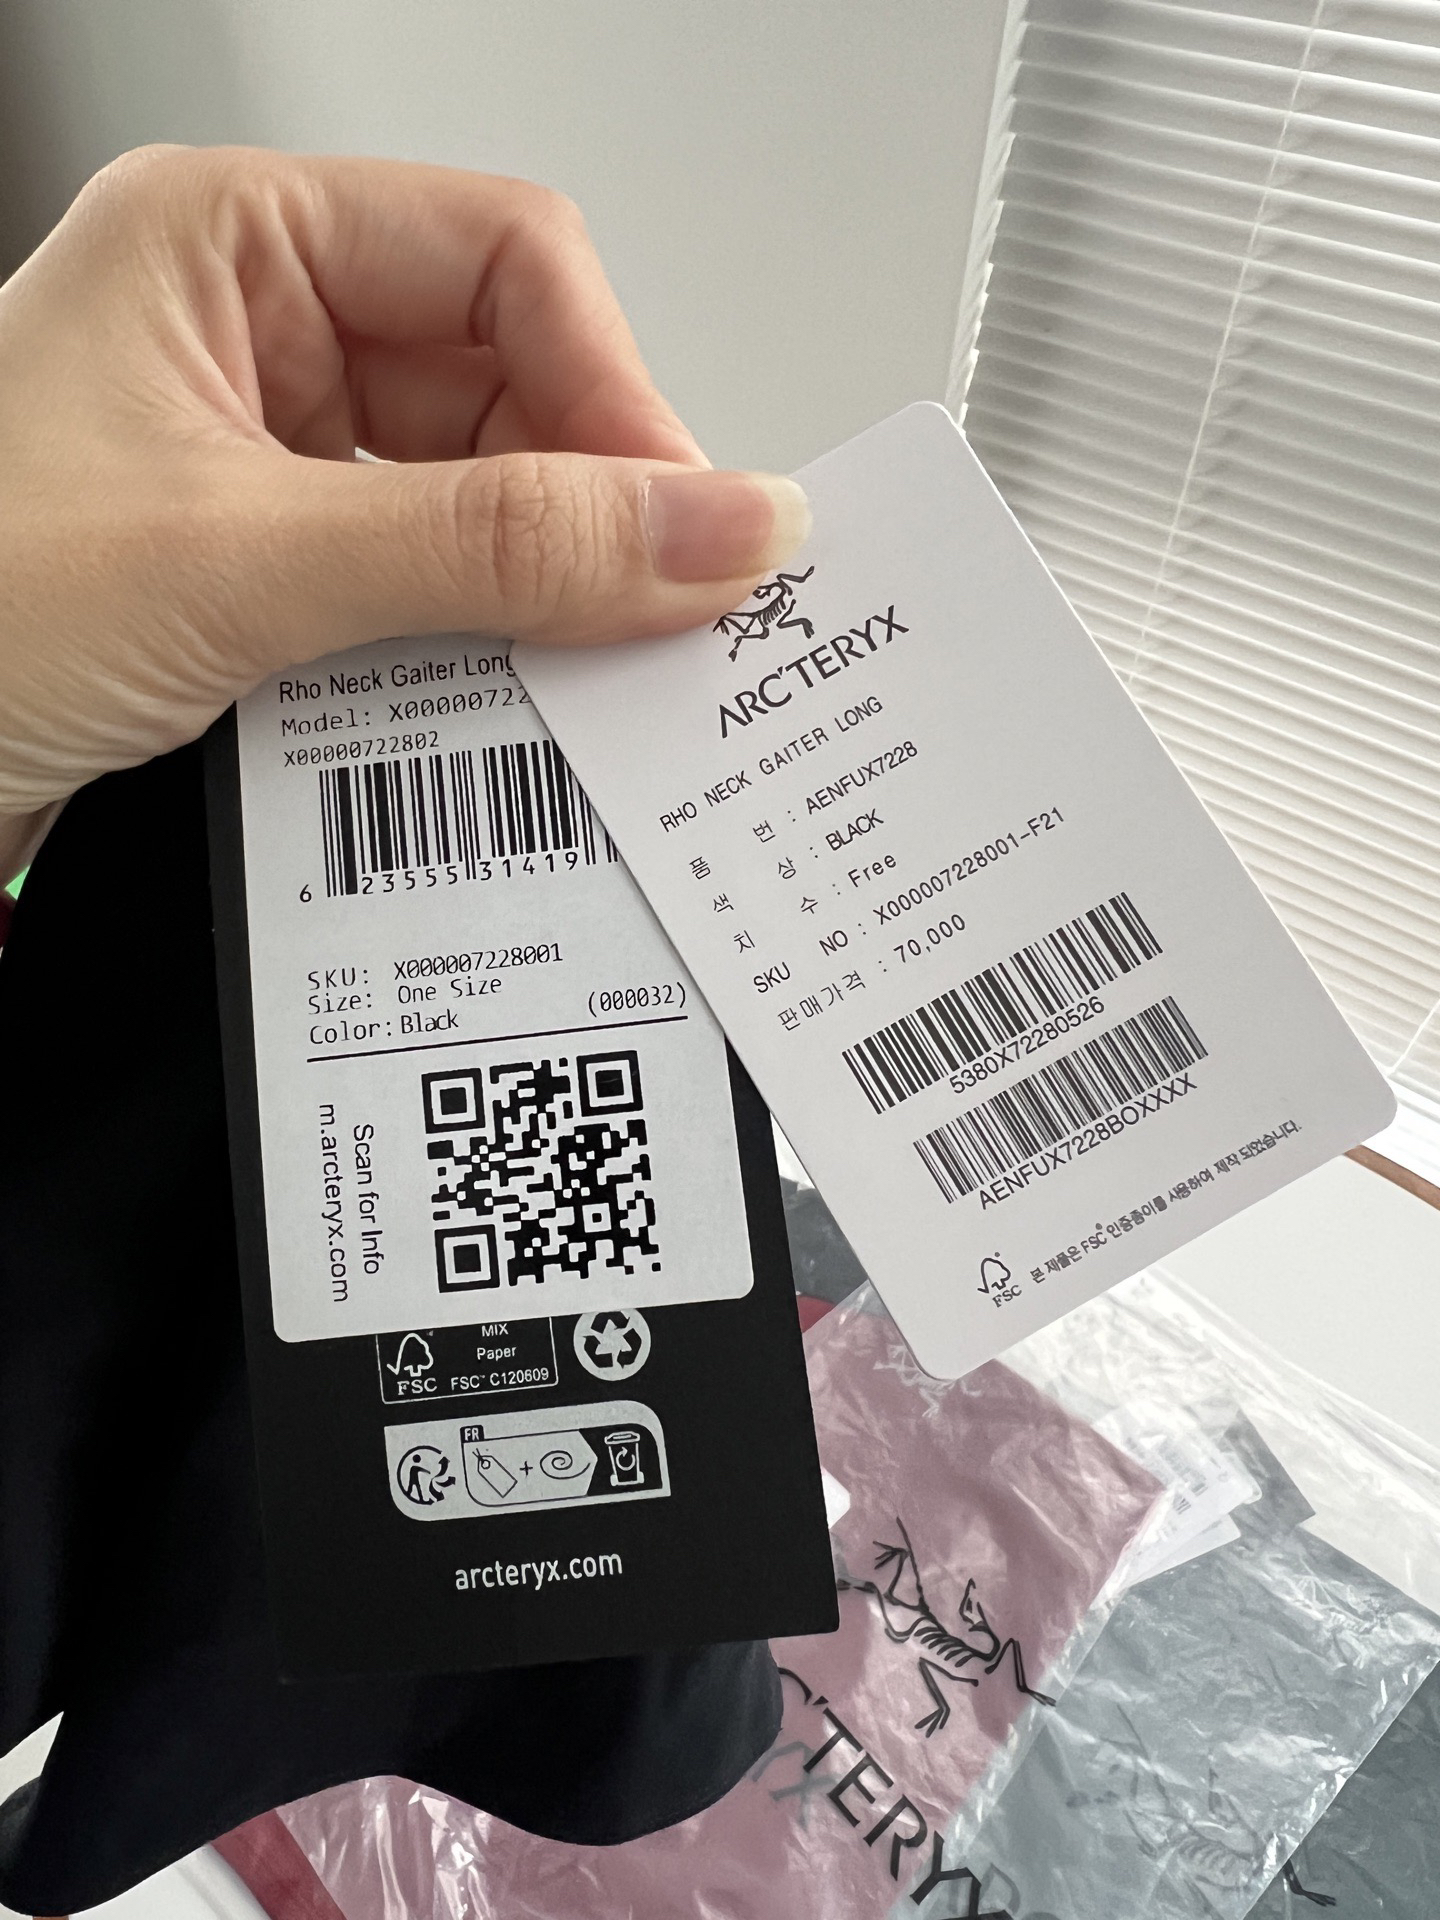 Rho Neck Gaiter Long
Model: X00000722
X00000722802
6 23555 31419
SKU: X000007228001
Size: One Size
(000032)
Color: Black
Scan for Info
m.arcteryx.com
MIX
Paper
FSC™ C120609
FSC
FR
arcteryx.com
ARC'TERYX
RHO NECK GAITER LONG
품 번 : AENFUX7228
색 상 : BLACK
치 수 : Free
SKU NO : X000007228001-F21
판매가격 : 70,000
5380X72280526
AENFUX7228BOXXXX
FSC 본 제품은 FSC® 인증종이를 사용하여 제작 되었습니다.
C'TERYX